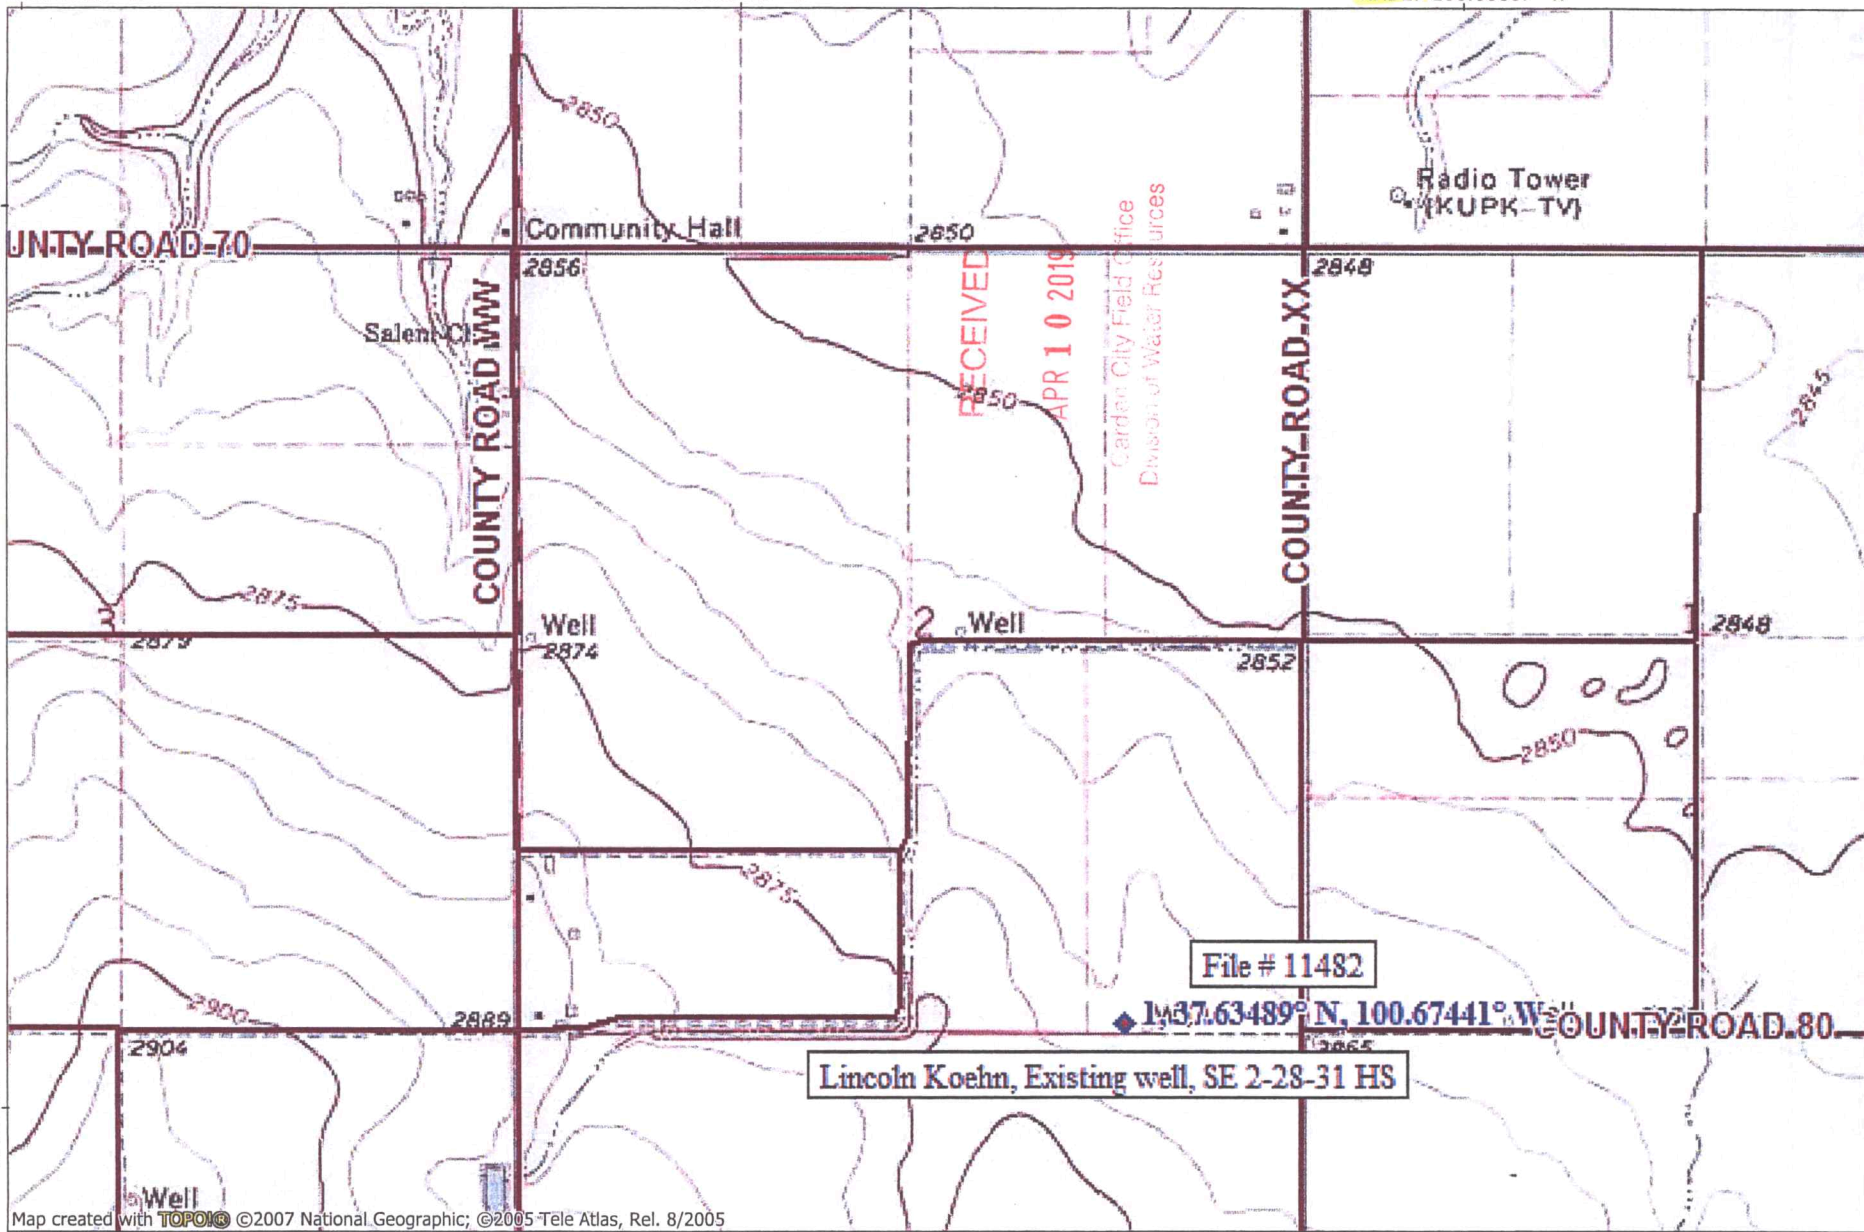 2850
Radio Tower
(KUPK-TV)
Community Hall
2850
UNTY ROAD 70
2856
2848
RECEIVED
APR 10 2019
Garden City Field Office
Division of Water Resources
COUNTY ROAD WW
COUNTY ROAD XX
2850
2845
2875
3
2879
Well
2874
2
Well
2852
1
2848
2850
2875
2900
2889
File # 11482
37.63489° N, 100.67441° W
COUNTY ROAD 80
2904
2865
Lincoln Koehn, Existing well, SE 2-28-31 HS
Well
Map created with TOPO!® ©2007 National Geographic; ©2005 Tele Atlas, Rel. 8/2005